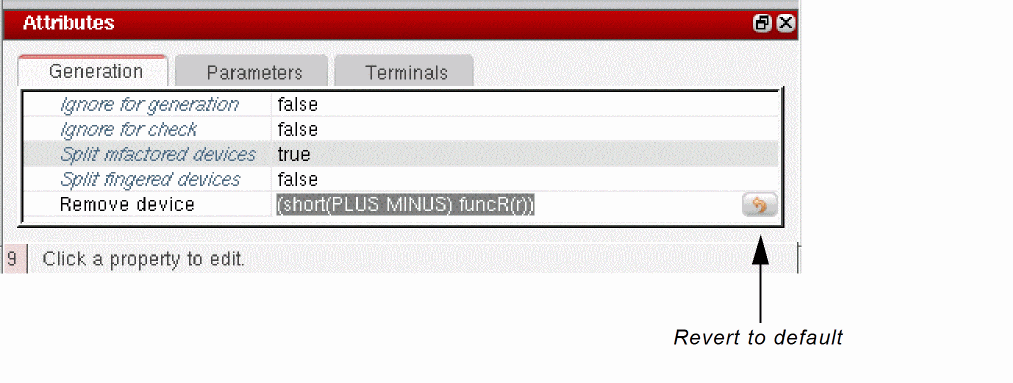 Attributes
Generation Parameters Terminals
Ignore for generation false
Ignore for check false
Split mfactored devices true
Split fingered devices false
Remove device (short(PLUS MINUS) funcR(r))
9 Click a property to edit.
Revert to default